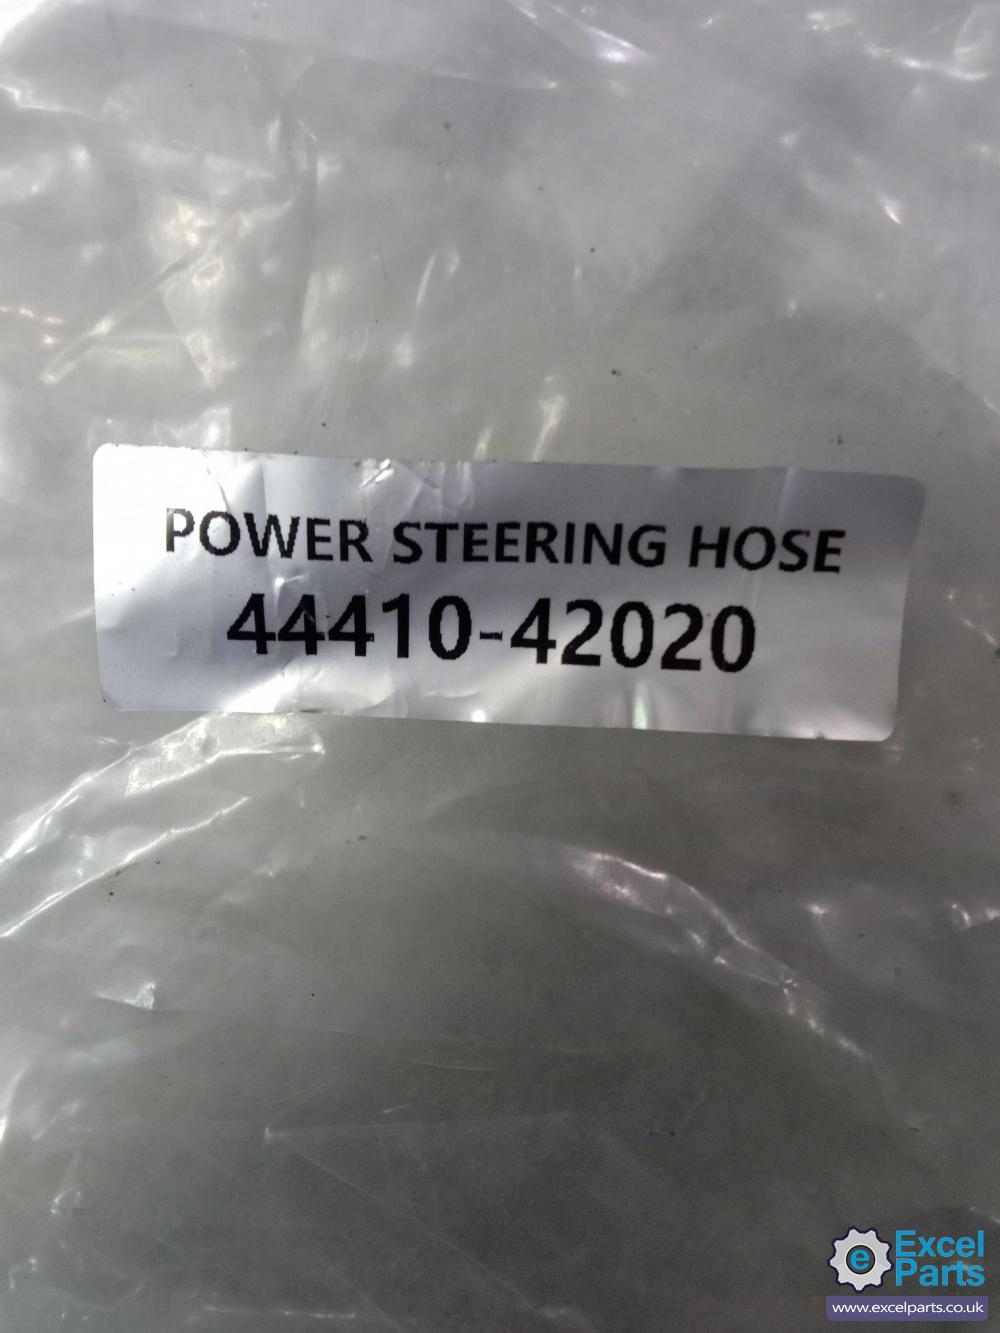 POWER STEERING HOSE
44410-42020
e Excel
Parts
www.excelparts.co.uk